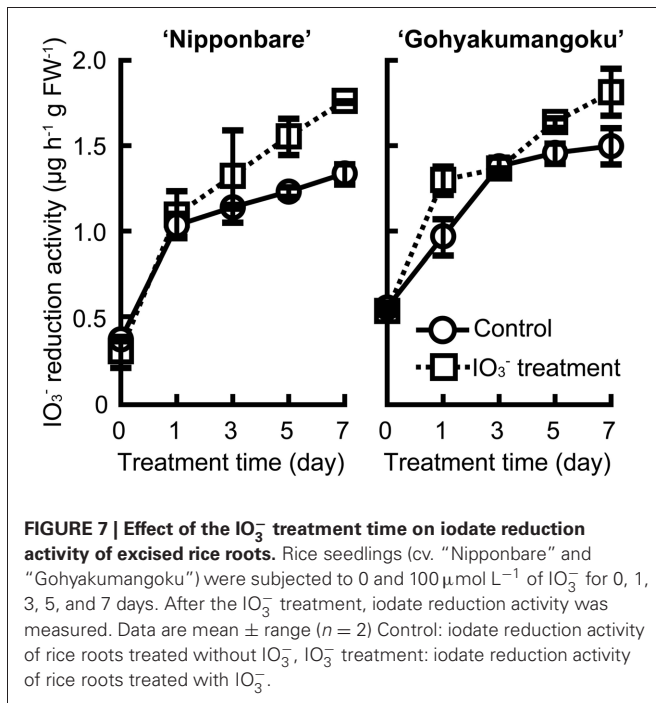 ‘Nipponbare’ ‘Gohyakumangoku’
IO₃⁻ reduction activity (µg h⁻¹ g FW⁻¹)
2.0
1.5
1.0
0.5
0
Control
IO₃⁻ treatment
0 1 3 5 7 0 1 3 5 7
Treatment time (day) Treatment time (day)
FIGURE 7 | Effect of the IO₃⁻ treatment time on iodate reduction
activity of excised rice roots. Rice seedlings (cv. “Nipponbare” and
“Gohyakumangoku”) were subjected to 0 and 100 µmol L⁻¹ of IO₃⁻ for 0, 1,
3, 5, and 7 days. After the IO₃⁻ treatment, iodate reduction activity was
measured. Data are mean ± range (n = 2) Control: iodate reduction activity
of rice roots treated without IO₃⁻, IO₃⁻ treatment: iodate reduction activity
of rice roots treated with IO₃⁻.